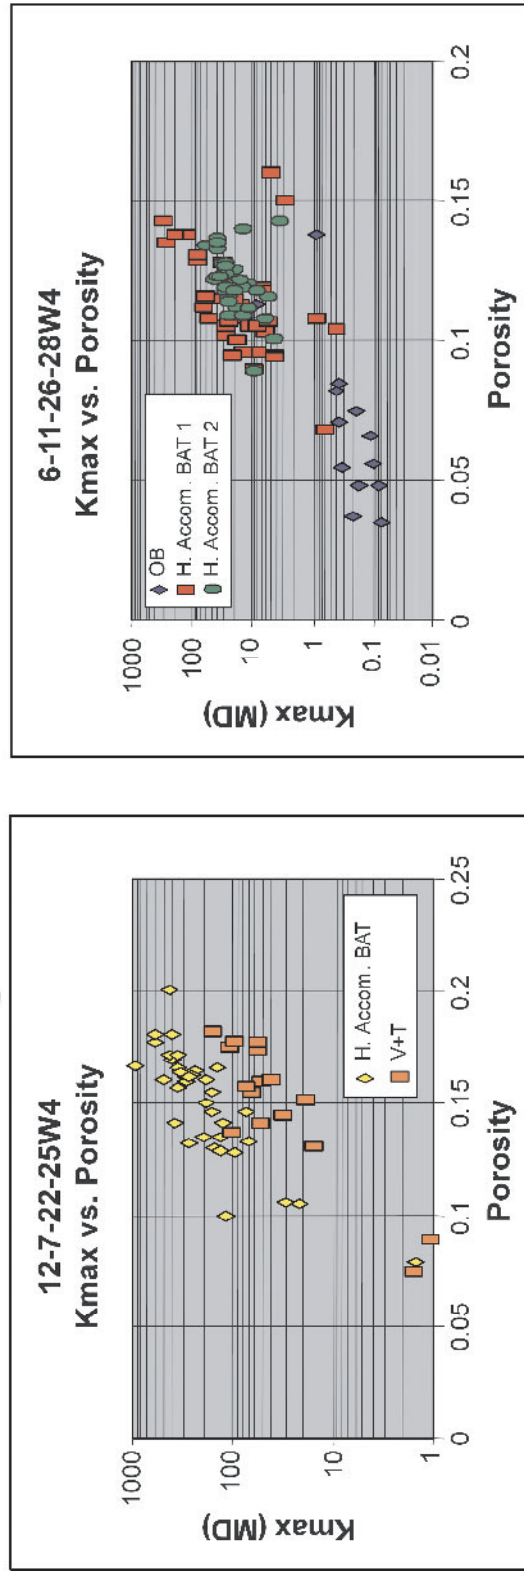 12-7-22-25W4
Kmax vs. Porosity
Kmax (MD)
1000
100
10
1
0
0.05
0.1
0.15
0.2
0.25
Porosity
H. Accom. BAT
V+T
6-11-26-28W4
Kmax vs. Porosity
Kmax (MD)
1000
100
10
1
0.1
0.01
0
0.05
0.1
0.15
0.2
Porosity
OB
H. Accom. BAT 1
H. Accom. BAT 2